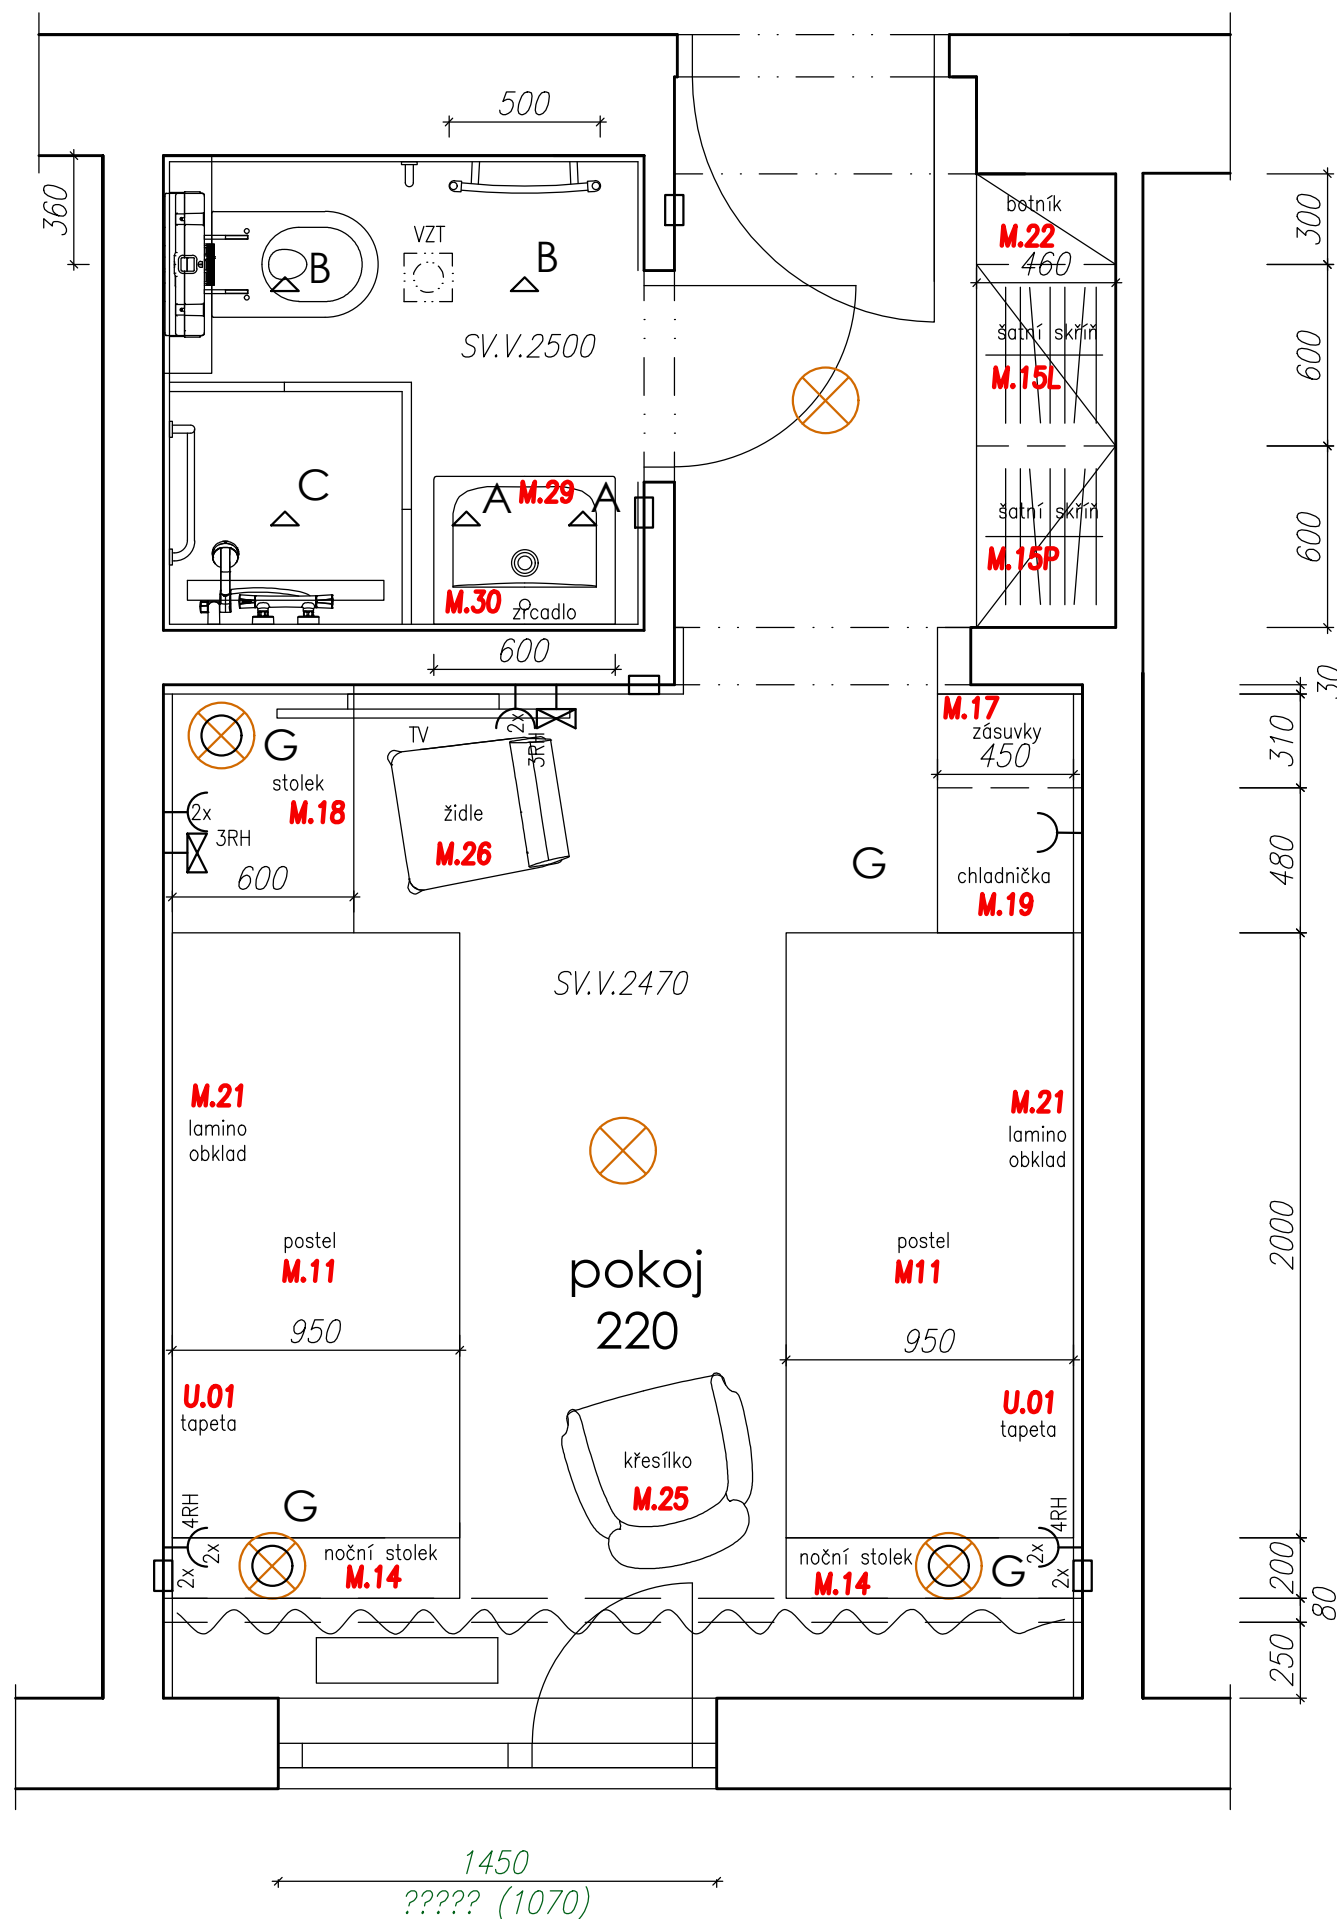 500
360
botník
M.22
300
460
B
VZT
B
SV.V.2500
šatní skříň
M.15L
600
C
A
M.29
A
šatní skříň
M.15P
600
M.30
zrcadlo
600
30
M.17
zásuvky
450
310
TV
2x
3RH
G
stolek
M.18
2x
3RH
židle
M.26
600
G
chladnička
M.19
480
SV.V.2470
M.21
lamino
obklad
M.21
lamino
obklad
postel
M.11
postel
M11
2000
pokoj
220
950
950
U.01
tapeta
U.01
tapeta
křesílko
M.25
4RH
2x
2x
G
noční stolek
M.14
noční stolek
M.14
G
4RH
2x
2x
200
80
250
1450
????? (1070)